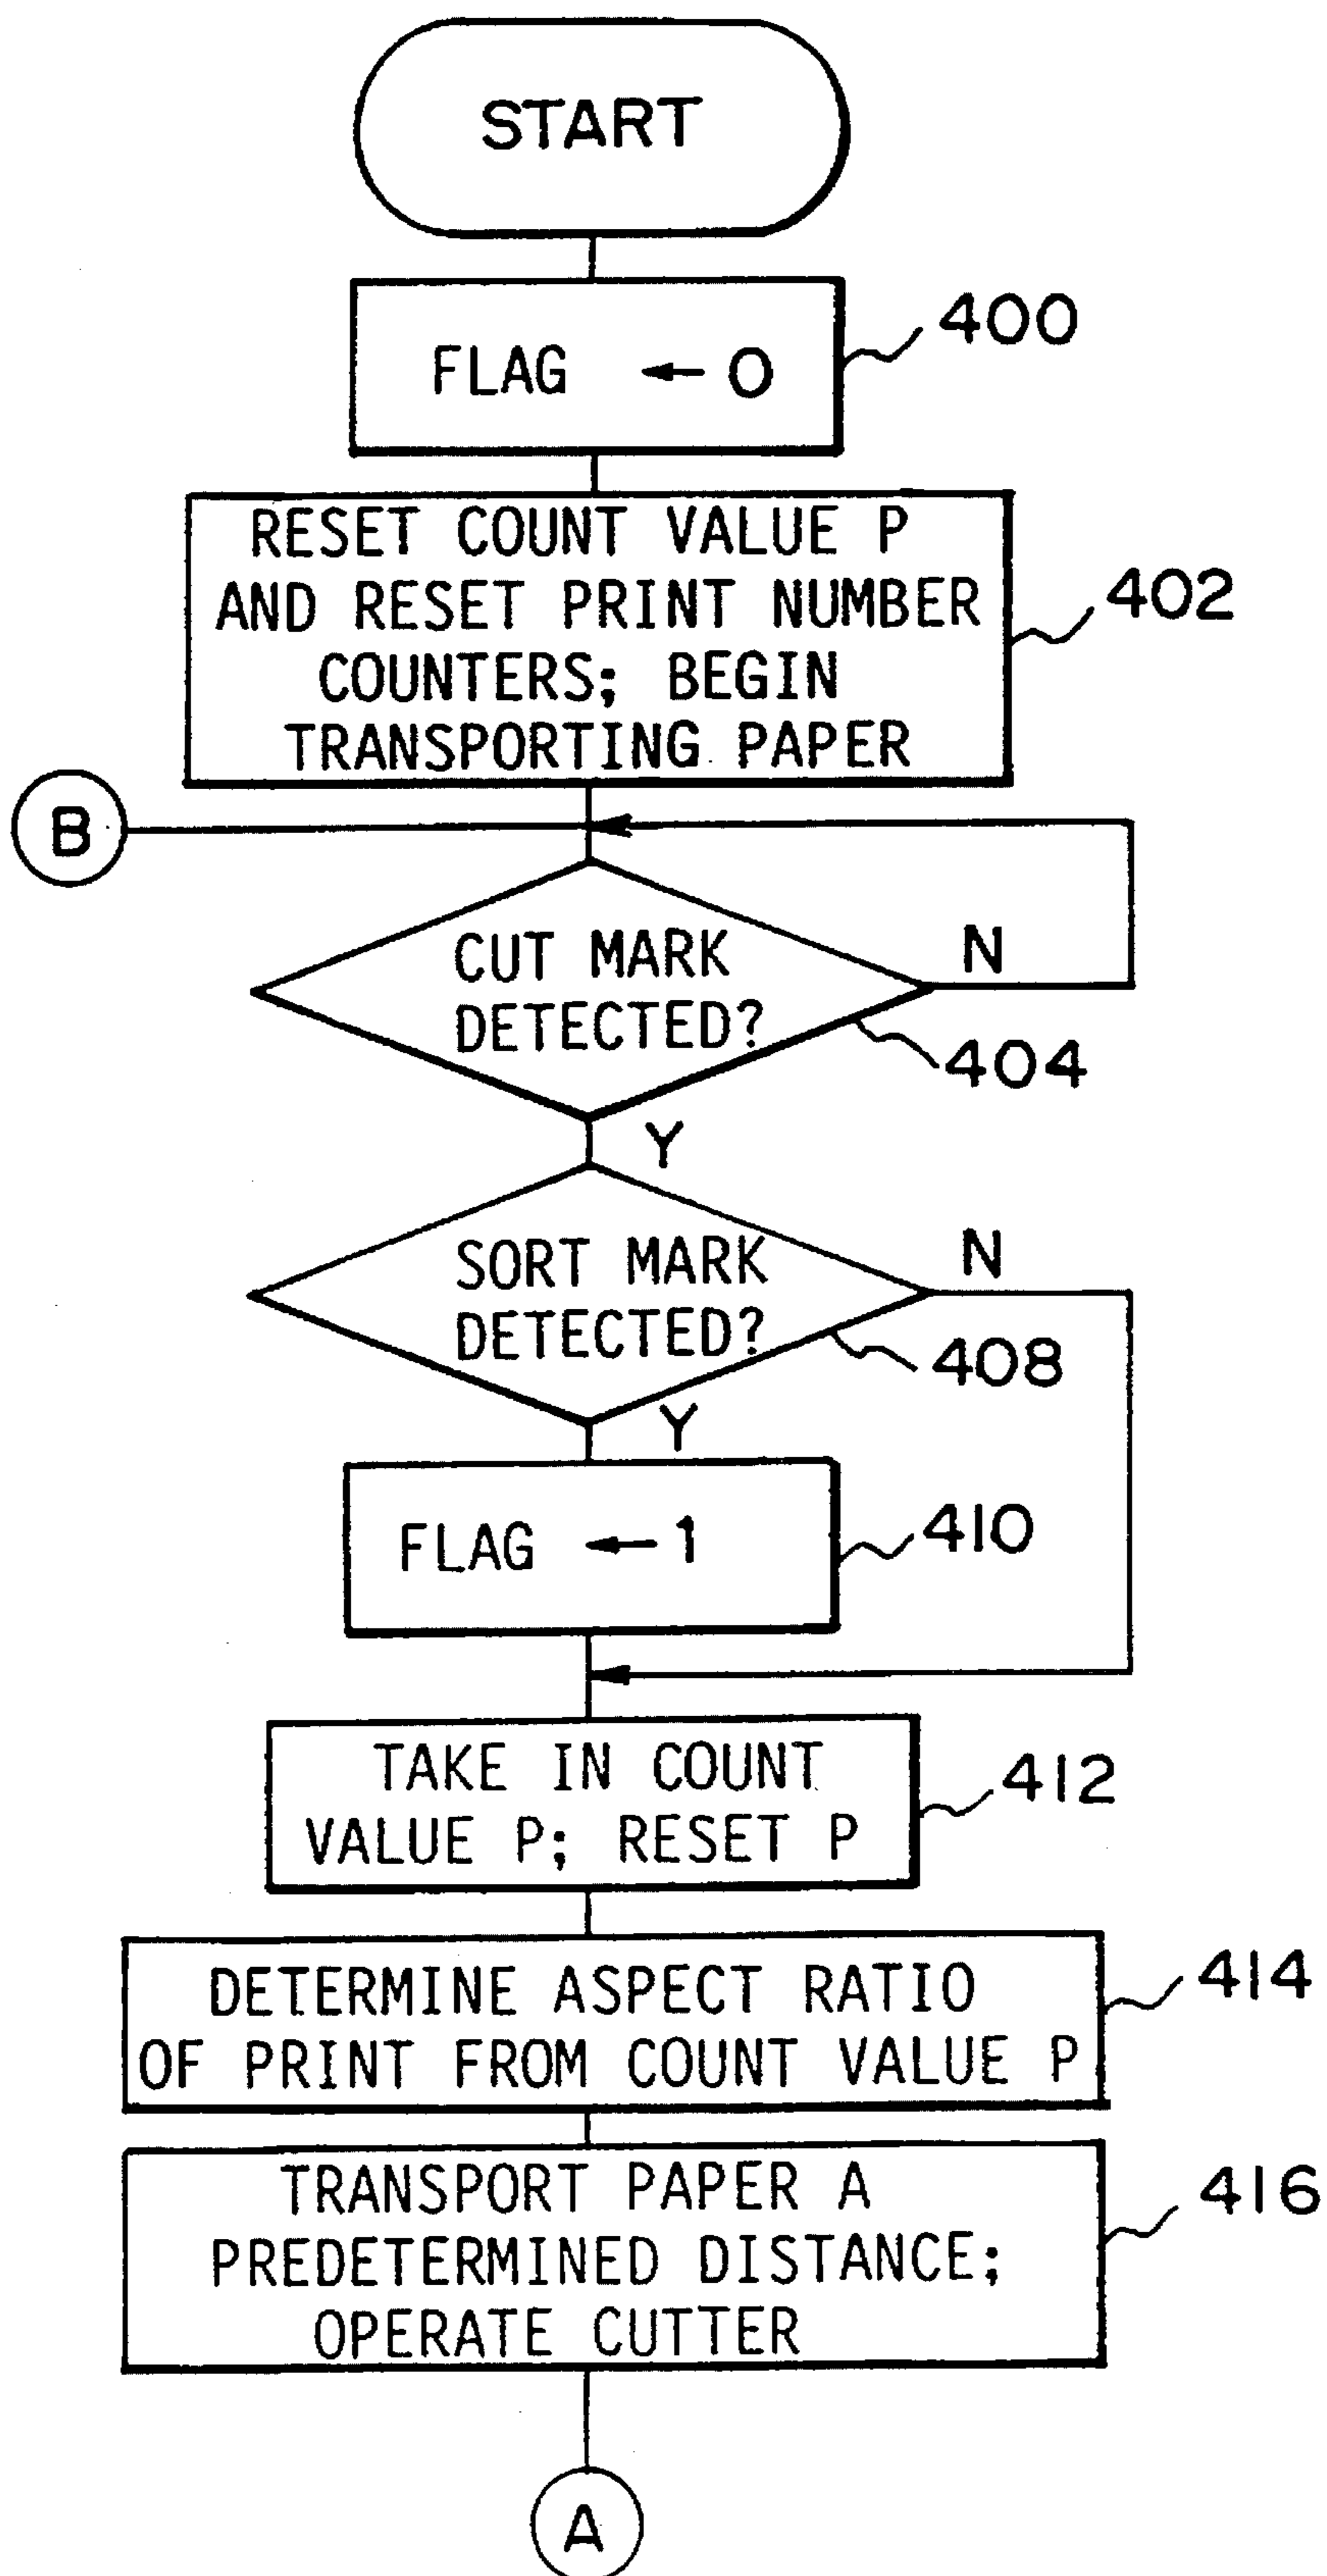 START
FLAG ← 0
400
RESET COUNT VALUE P
AND RESET PRINT NUMBER
COUNTERS; BEGIN
TRANSPORTING PAPER
402
B
CUT MARK
DETECTED?
N
404
Y
SORT MARK
DETECTED?
N
408
Y
FLAG ← 1
410
TAKE IN COUNT
VALUE P; RESET P
412
DETERMINE ASPECT RATIO
OF PRINT FROM COUNT VALUE P
414
TRANSPORT PAPER A
PREDETERMINED DISTANCE;
OPERATE CUTTER
416
A